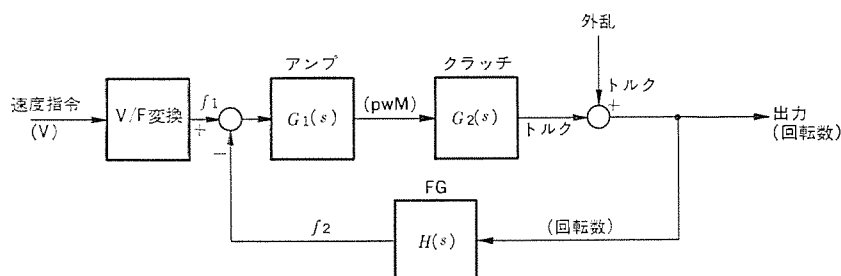 外乱
アンプ
クラッチ
トルク
速度指令
(V)
V/F変換
f1
+
−
G1(s)
(pwM)
G2(s)
トルク
+
出力
(回転数)
FG
f2
H(s)
(回転数)